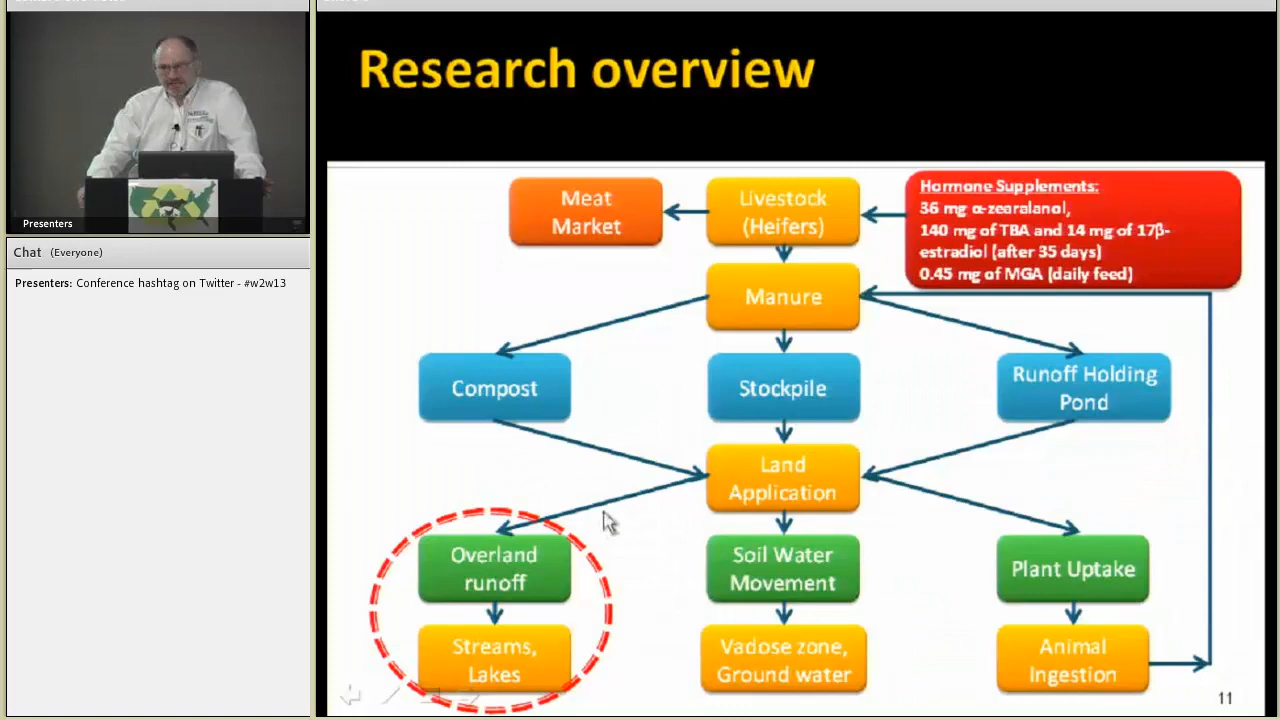 Research overview
Presenters
Chat (Everyone)
Presenters: Conference hashtag on Twitter - #w2w13
Meat
Market
Livestock
(Heifers)
Hormone Supplements:
36 mg α-zearalanol,
140 mg of TBA and 14 mg of 17β-
estradiol (after 35 days)
0.45 mg of MGA (daily feed)
Manure
Compost
Stockpile
Runoff Holding
Pond
Land
Application
Overland
runoff
Soil Water
Movement
Plant Uptake
Streams,
Lakes
Vadose zone,
Ground water
Animal
Ingestion
11